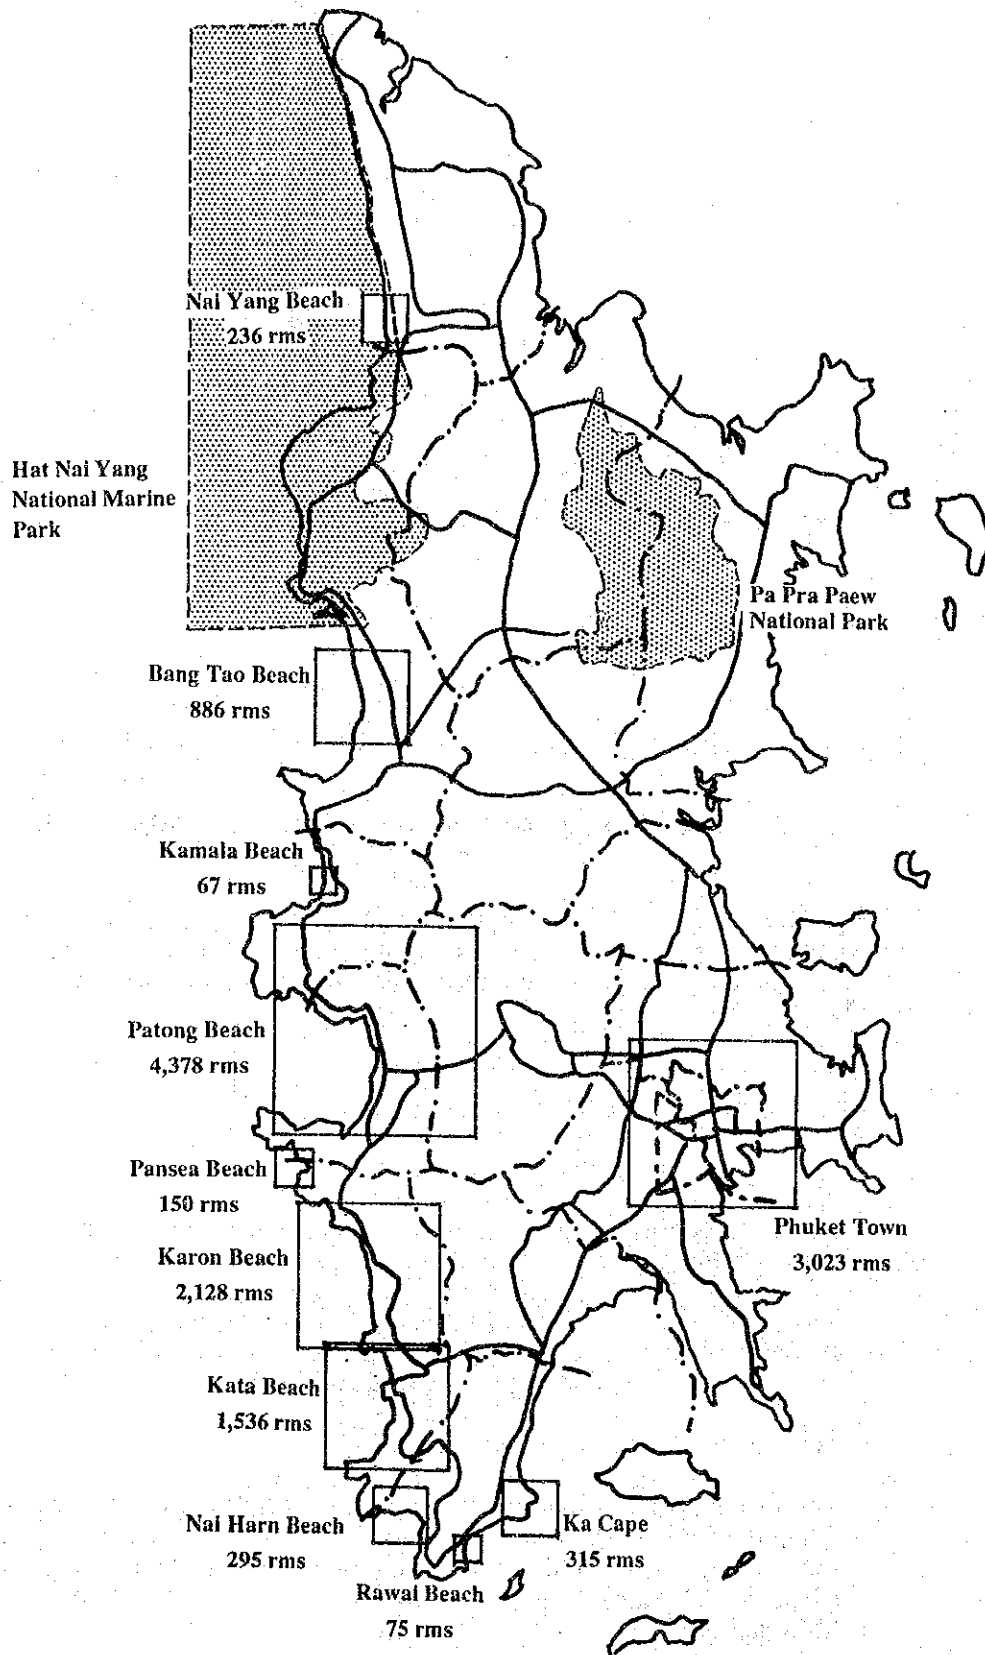 Nai Yang Beach
236 rms
Hat Nai Yang
National Marine
Park
Pa Pra Paew
National Park
Bang Tao Beach
886 rms
Kamala Beach
67 rms
Patong Beach
4,378 rms
Pansea Beach
150 rms
Phuket Town
3,023 rms
Karon Beach
2,128 rms
Kata Beach
1,536 rms
Nai Harn Beach
295 rms
Ka Cape
315 rms
Rawai Beach
75 rms